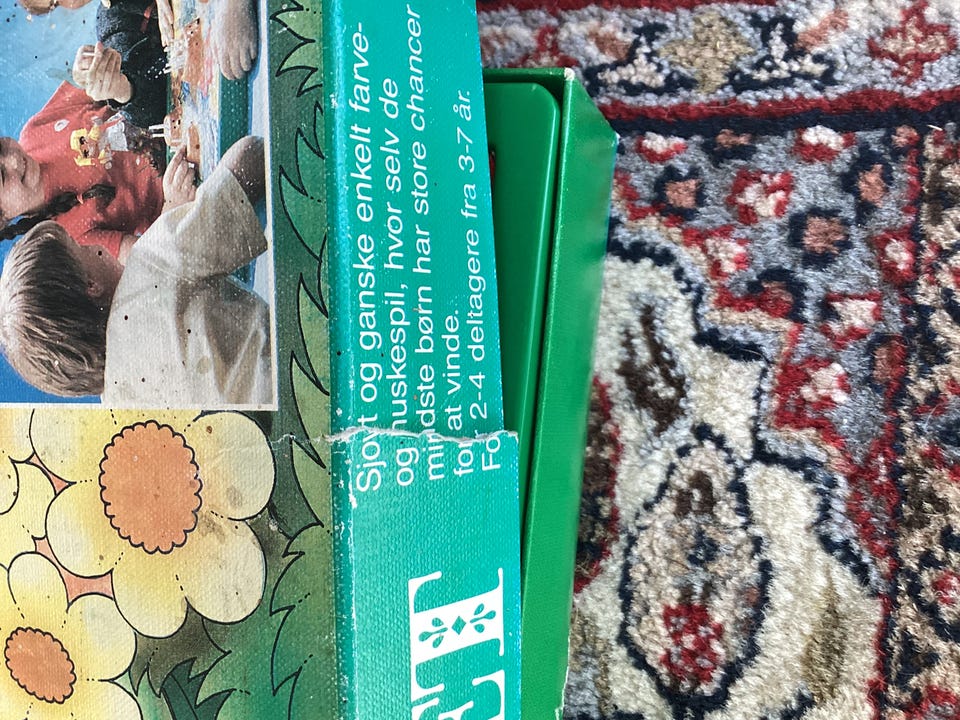 Sjovt og ganske enkelt farve-
og huskespil, hvor selv de
mindste børn har store chancer
for at vinde.
For 2-4 deltagere fra 3-7 år.